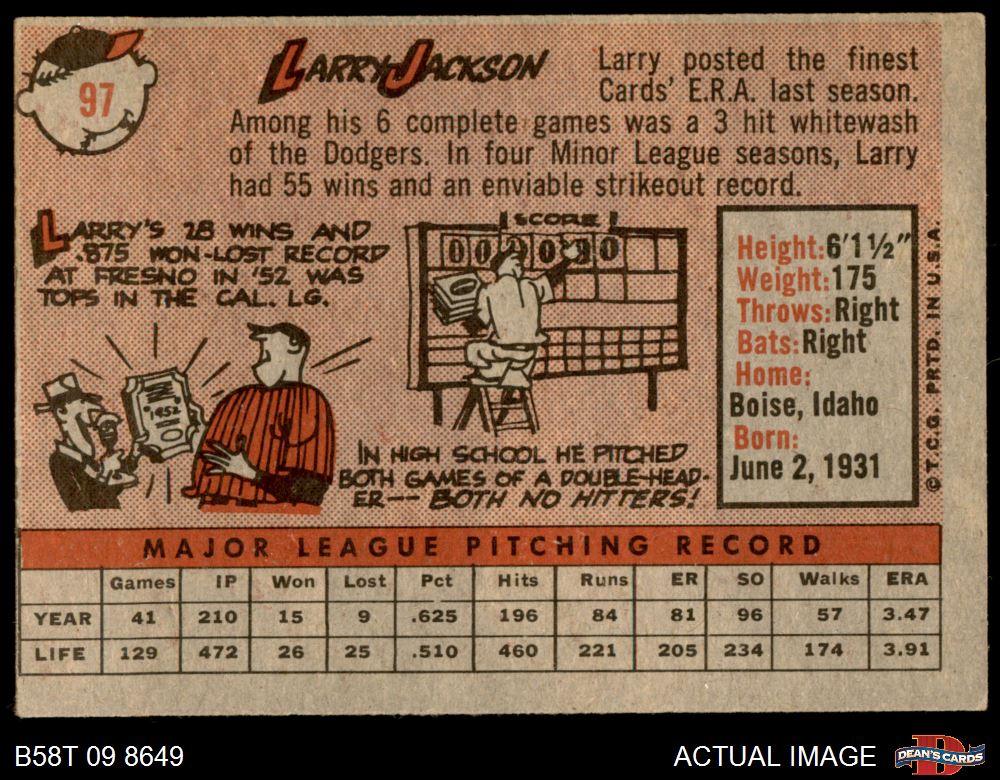 97
LARRY JACKSON
Larry posted the finest
Cards' E.R.A. last season.
Among his 6 complete games was a 3 hit whitewash
of the Dodgers. In four Minor League seasons, Larry
had 55 wins and an enviable strikeout record.
LARRY'S 28 WINS AND
.875 WON-LOST RECORD
AT FRESNO IN '52 WAS
TOPS IN THE CAL. LG.
1952
SCORE
IN HIGH SCHOOL HE PITCHED
BOTH GAMES OF A DOUBLE-HEAD-
ER—BOTH NO HITTERS!
Height: 6'1½"
Weight: 175
Throws: Right
Bats: Right
Home:
Boise, Idaho
Born:
June 2, 1931
© T.C.G. PRTD. IN U.S.A.
MAJOR LEAGUE PITCHING RECORD
Games IP Won Lost Pct Hits Runs ER SO Walks ERA
YEAR 41 210 15 9 .625 196 84 81 96 57 3.47
LIFE 129 472 26 25 .510 460 221 205 234 174 3.91
B58T 09 8649
ACTUAL IMAGE
DEAN'S CARDS